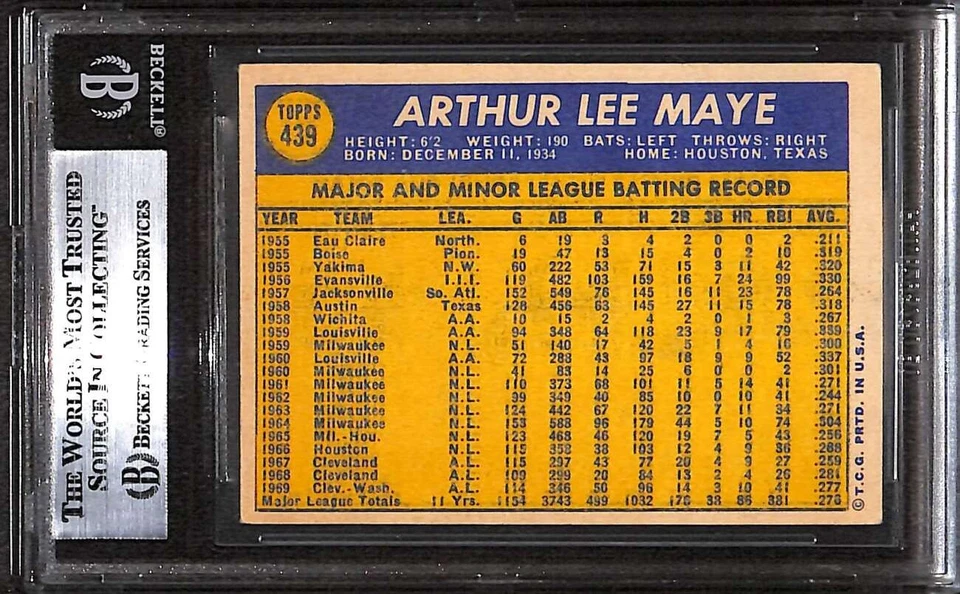 BECKETT®
THE WORLD'S MOST TRUSTED
SOURCE IN COLLECTING™
BECKETT GRADING SERVICES
TOPPS
439
ARTHUR LEE MAYE
HEIGHT: 6'2 WEIGHT: 190 BATS: LEFT THROWS: RIGHT
BORN: DECEMBER 11, 1934 HOME: HOUSTON, TEXAS
MAJOR AND MINOR LEAGUE BATTING RECORD
YEAR TEAM LEA. G AB R H 2B 3B HR RBI AVG.
1955 Eau Claire North. 6 19 3 4 2 0 0 2 .211
1955 Boise Pion. 19 47 13 15 4 0 2 10 .319
1955 Yakima N.W. 60 222 53 71 15 3 11 42 .320
1956 Evansville I.I.I. 119 482 103 159 16 7 24 99 .330
1957 Jacksonville So. Atl. 152 549 76 145 16 11 23 78 .264
1958 Austin Texas 128 456 63 145 27 11 15 78 .318
1958 Wichita A.A. 10 15 2 4 2 0 1 3 .267
1959 Louisville A.A. 94 348 64 118 23 9 17 79 .339
1959 Milwaukee N.L. 51 140 17 42 5 1 4 16 .300
1960 Louisville A.A. 72 288 43 97 18 9 9 52 .337
1960 Milwaukee N.L. 41 83 14 25 6 0 0 2 .301
1961 Milwaukee N.L. 110 373 68 101 11 5 14 41 .271
1962 Milwaukee N.L. 99 349 40 85 10 0 10 41 .244
1963 Milwaukee N.L. 124 442 67 120 22 7 11 34 .271
1964 Milwaukee N.L. 153 588 96 179 44 5 10 74 .304
1965 Mil.-Hou. N.L. 123 468 46 120 19 7 5 43 .256
1966 Houston N.L. 115 358 38 103 12 4 9 36 .288
1967 Cleveland A.L. 115 297 43 77 20 4 9 27 .259
1968 Cleveland A.L. 109 299 20 84 13 2 4 26 .281
1969 Clev.-Wash. A.L. 114 346 50 96 14 3 10 41 .277
Major League Totals 11 Yrs. 1154 3743 499 1032 176 38 86 381 .276
© T.C.G. PRTD. IN U.S.A.